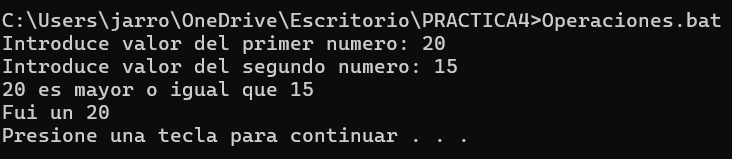 C:\Users\jarro\OneDrive\Escritorio\PRACTICA4>Operaciones.bat
Introduce valor del primer numero: 20
Introduce valor del segundo numero: 15
20 es mayor o igual que 15
Fui un 20
Presione una tecla para continuar . . .